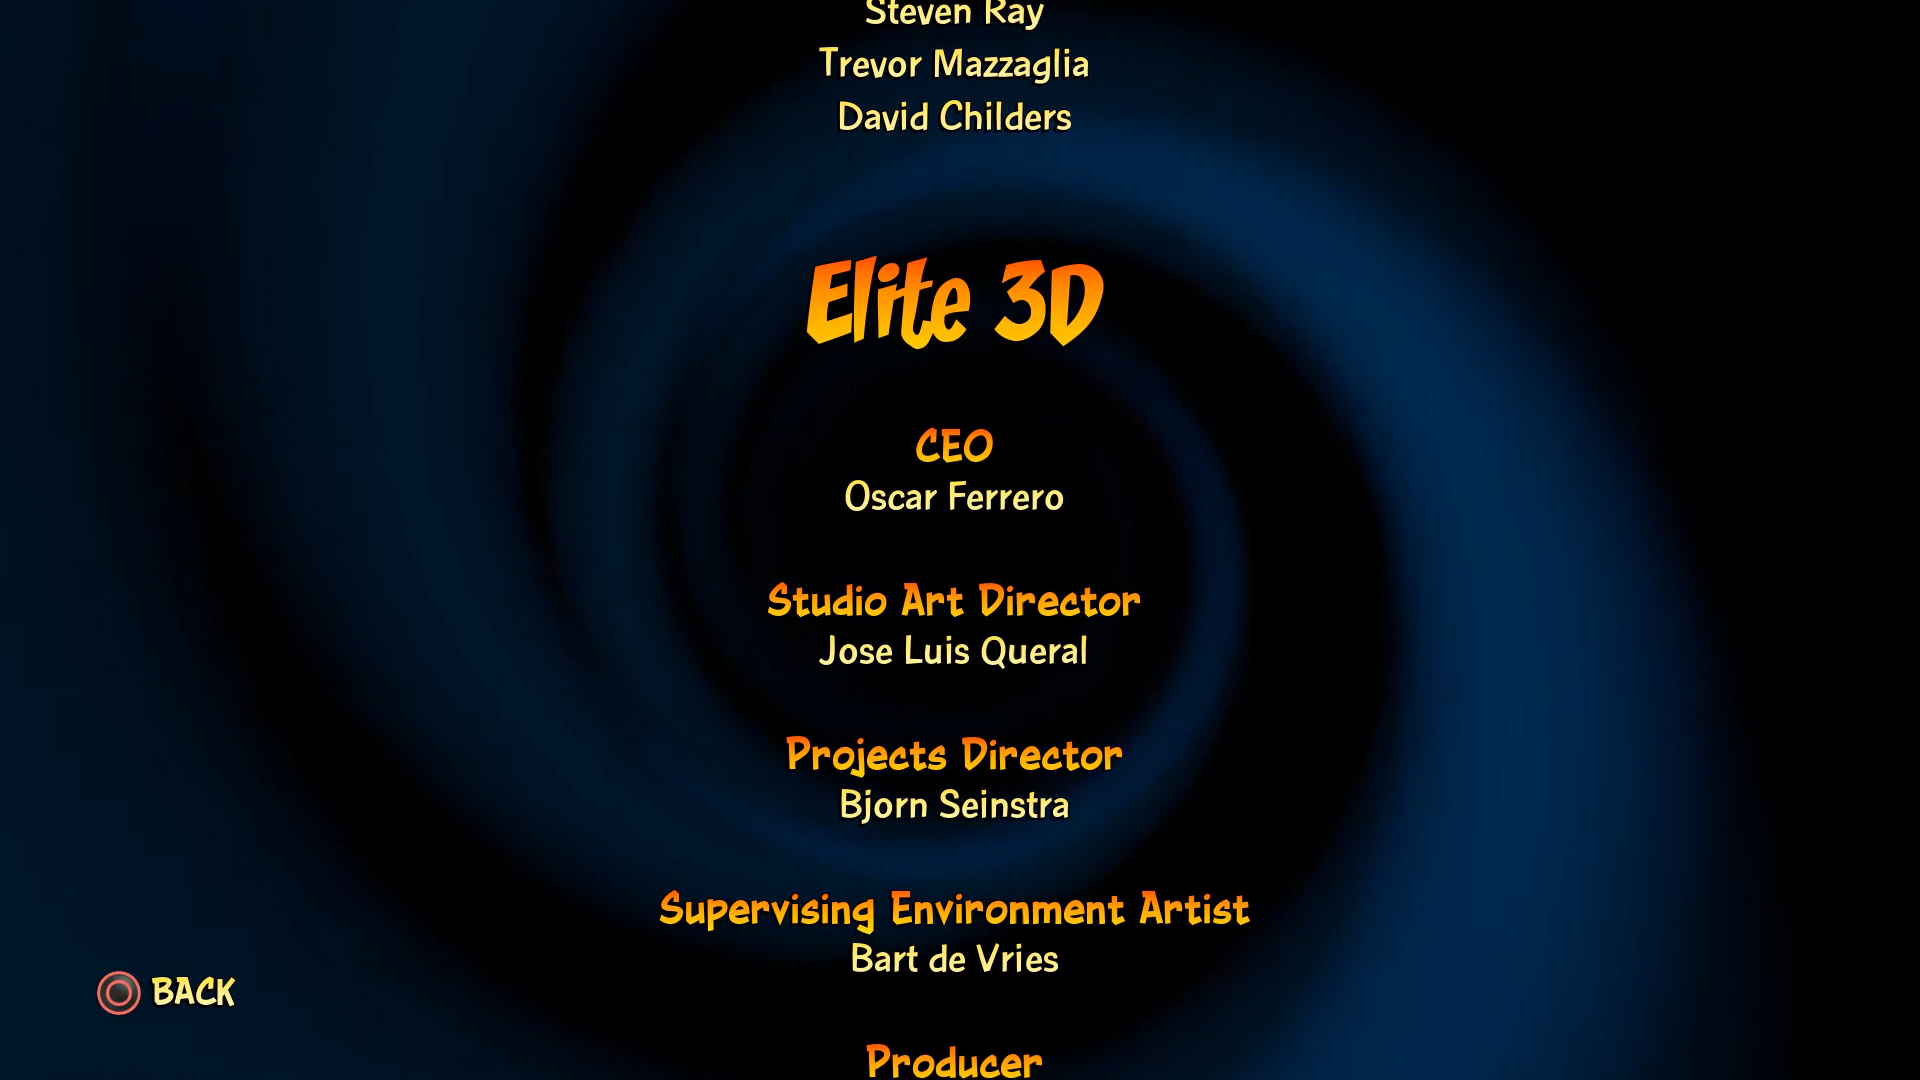 Steven Ray
Trevor Mazzaglia
David Childers
Elite 3D
CEO
Oscar Ferrero
Studio Art Director
Jose Luis Queral
Projects Director
Bjorn Seinstra
Supervising Environment Artist
Bart de Vries
BACK
Producer